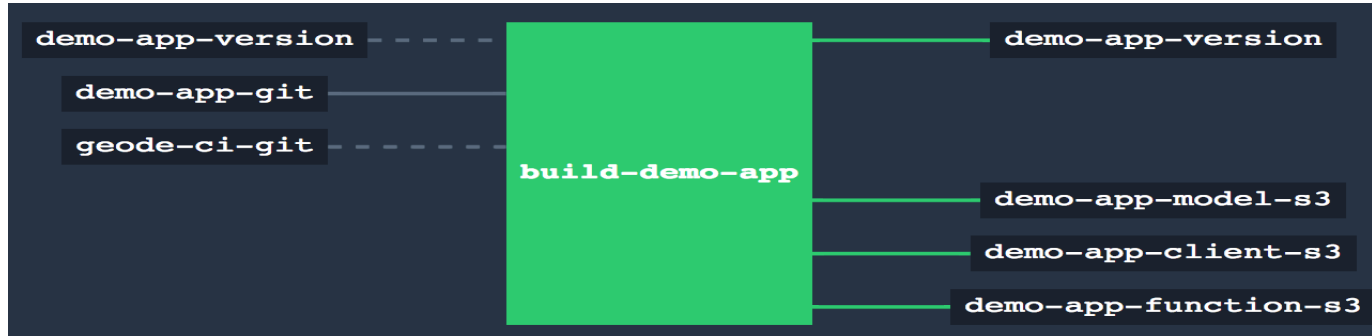 demo-app-version
demo-app-git
geode-ci-git
build-demo-app
demo-app-version
demo-app-model-s3
demo-app-client-s3
demo-app-function-s3